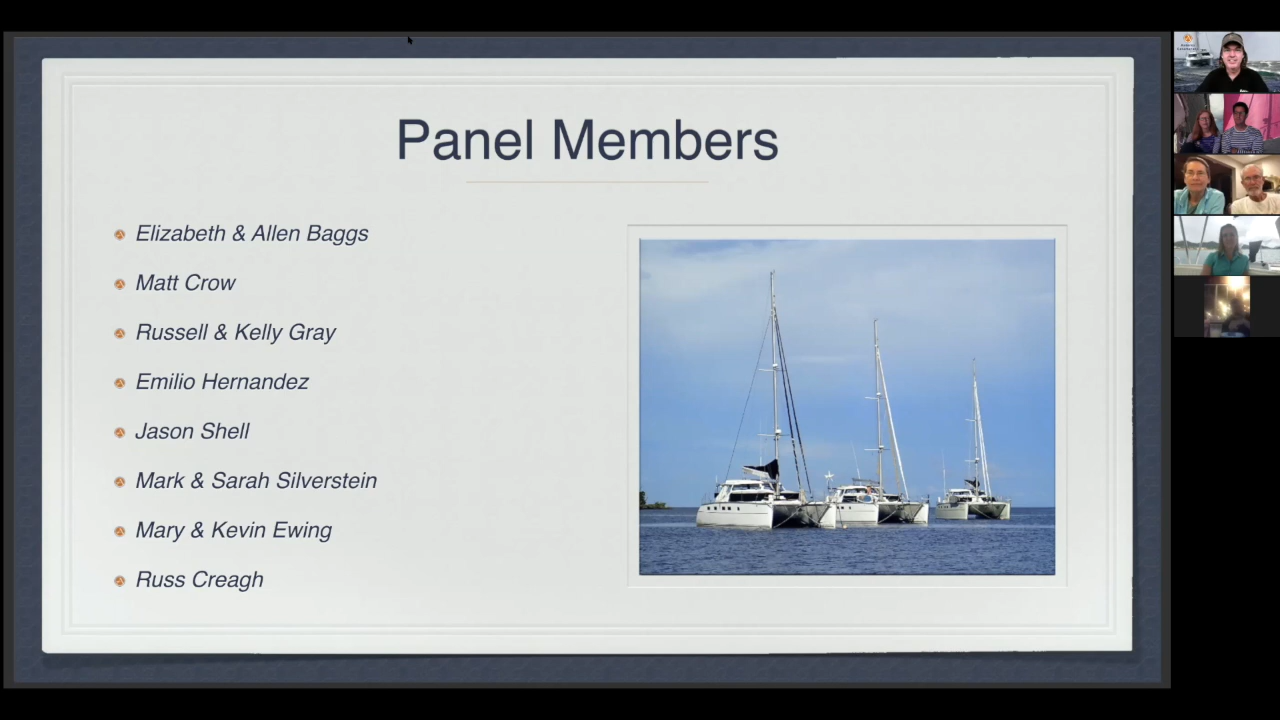 Panel Members
Elizabeth & Allen Baggs
Matt Crow
Russell & Kelly Gray
Emilio Hernandez
Jason Shell
Mark & Sarah Silverstein
Mary & Kevin Ewing
Russ Creagh